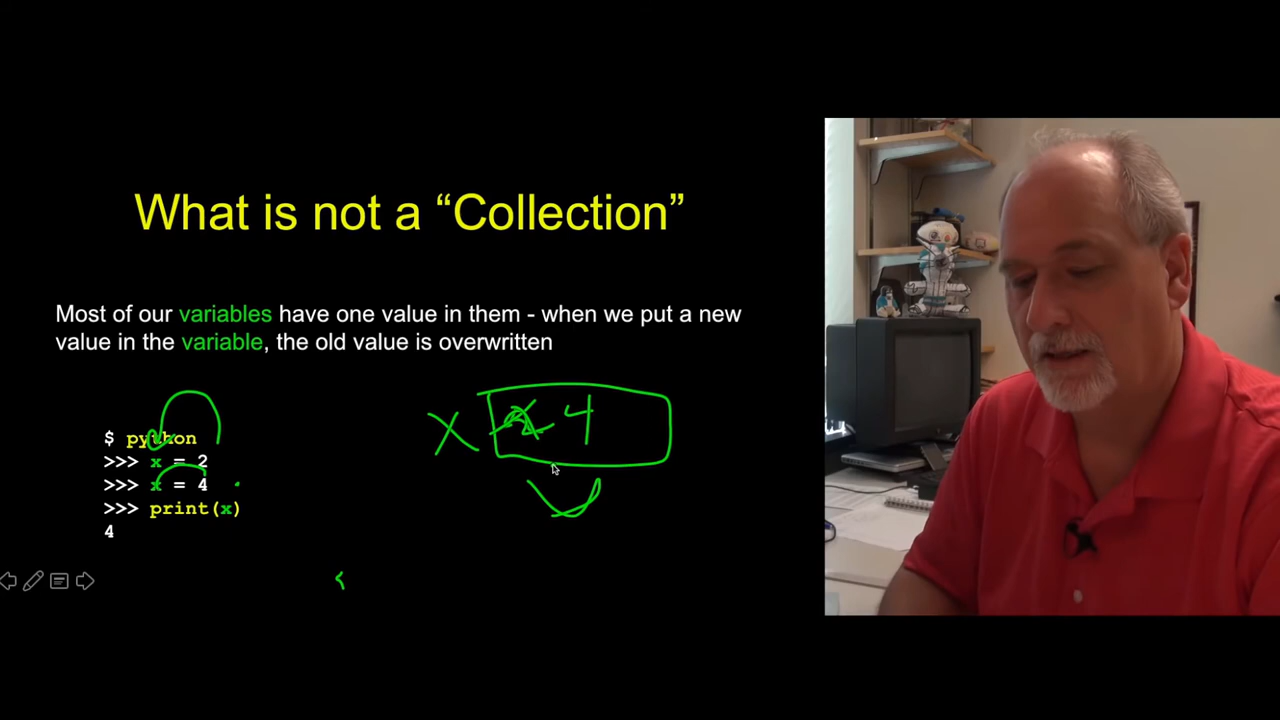 What is not a “Collection”
Most of our variables have one value in them - when we put a new
value in the variable, the old value is overwritten
$ python
>>> x = 2
>>> x = 4
>>> print(x)
4
X 2 4